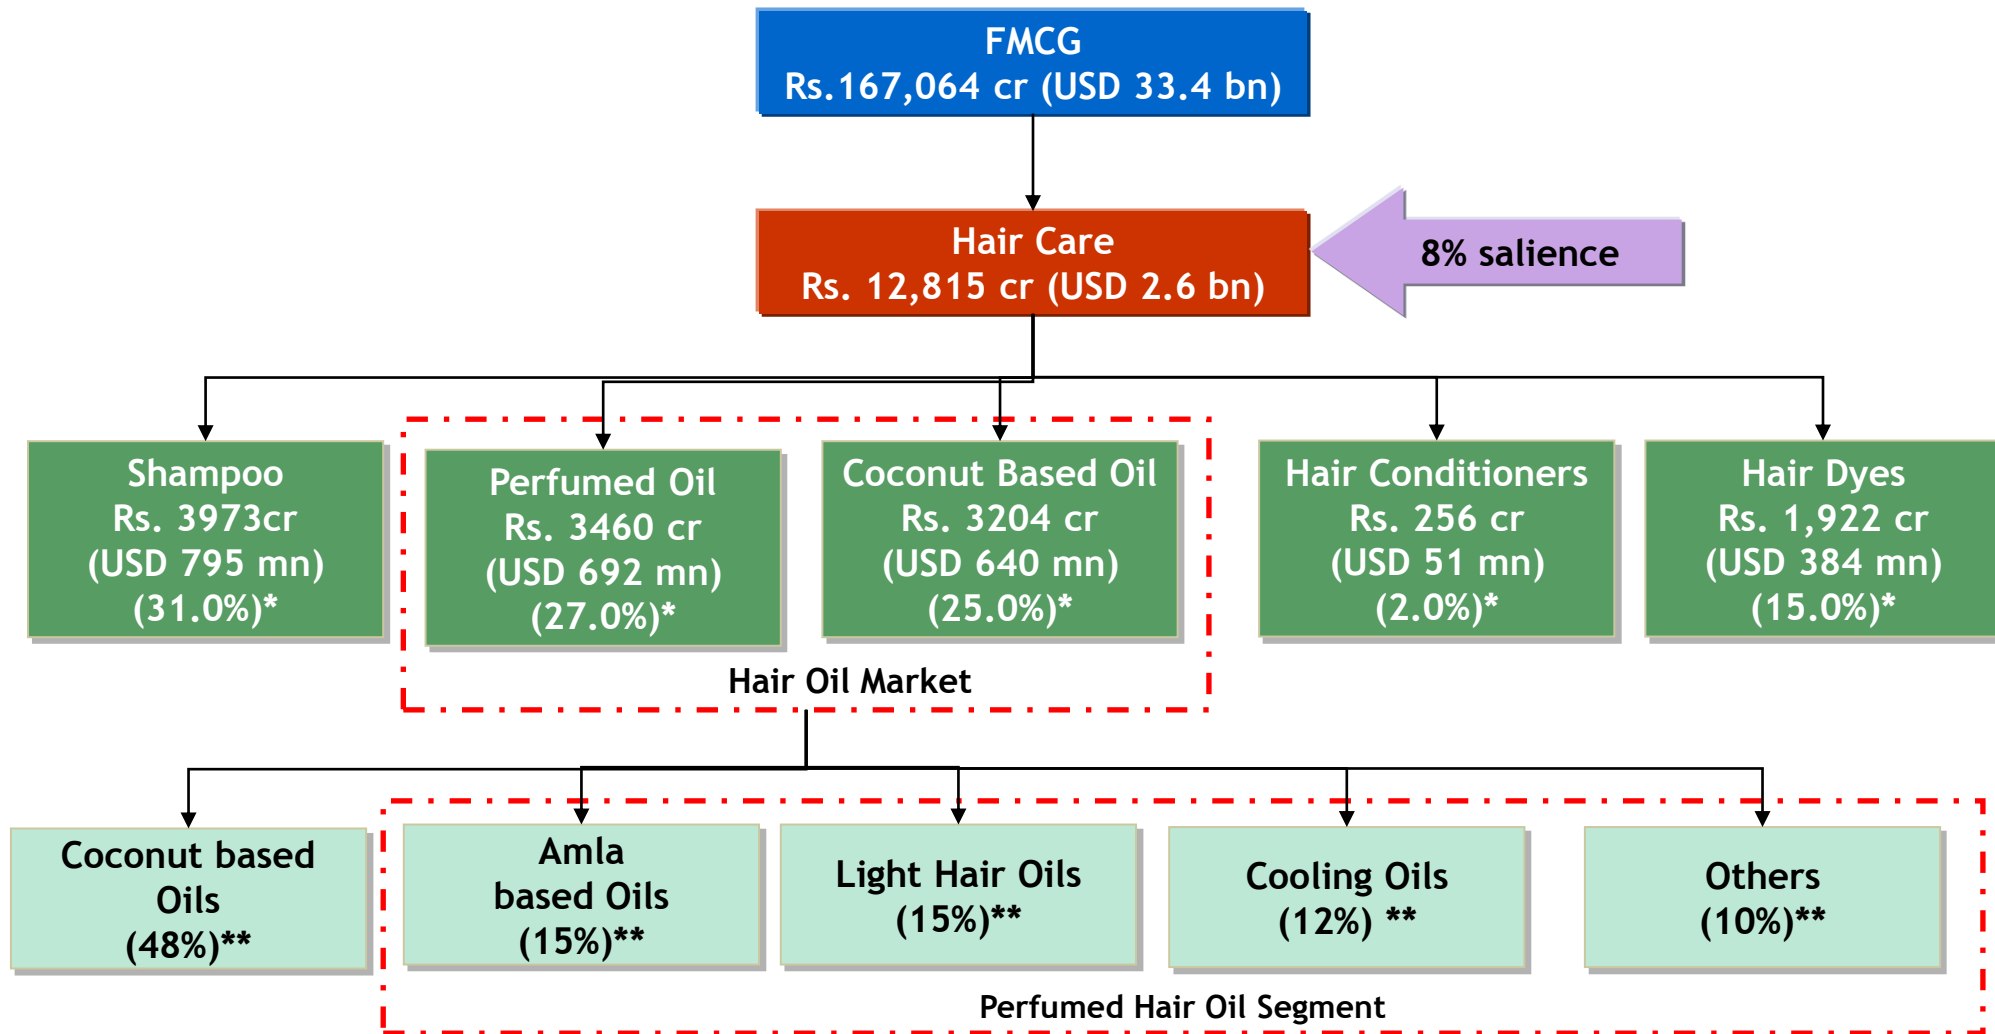 FMCG
Rs.167,064 cr (USD 33.4 bn)
Hair Care
Rs. 12,815 cr (USD 2.6 bn)
8% salience
Shampoo
Rs. 3973cr
(USD 795 mn)
(31.0%)*
Perfumed Oil
Rs. 3460 cr
(USD 692 mn)
(27.0%)*
Coconut Based Oil
Rs. 3204 cr
(USD 640 mn)
(25.0%)*
Hair Conditioners
Rs. 256 cr
(USD 51 mn)
(2.0%)*
Hair Dyes
Rs. 1,922 cr
(USD 384 mn)
(15.0%)*
Hair Oil Market
Coconut based
Oils
(48%)**
Amla
based Oils
(15%)**
Light Hair Oils
(15%)**
Cooling Oils
(12%) **
Others
(10%)**
Perfumed Hair Oil Segment